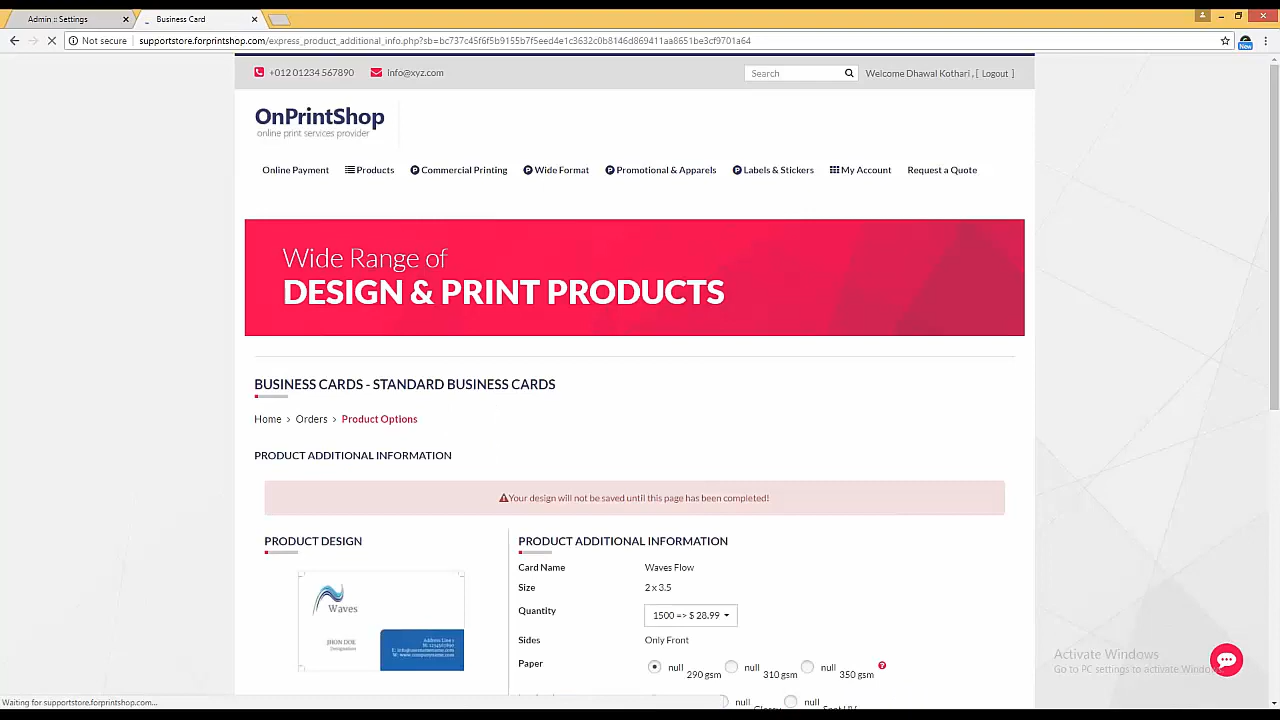 Admin :: Settings
Business Card
Not secure
supportstore.forprintshop.com/express_product_additional_info.php?sb=bc737c45f6f5b9155b7f5eed4e1c3632c0b8146d869411aa8651be3cf9701a64
New
+012 01234 567890
info@xyz.com
Search
Welcome Dhawal Kothari , [ Logout ]
OnPrintShop
online print services provider
Online Payment
Products
Commercial Printing
Wide Format
Promotional & Apparels
Labels & Stickers
My Account
Request a Quote
Wide Range of
DESIGN & PRINT PRODUCTS
BUSINESS CARDS - STANDARD BUSINESS CARDS
Home > Orders > Product Options
PRODUCT ADDITIONAL INFORMATION
Your design will not be saved until this page has been completed!
PRODUCT DESIGN
Waves
JHON DOE
Designation
Address Line 1
PRODUCT ADDITIONAL INFORMATION
Card Name Waves Flow
Size 2 x 3.5
Quantity 1500 => $ 28.99
Sides Only Front
Paper null 290 gsm null 310 gsm null 350 gsm
null null
Activate Windows
Go to PC settings to activate Windows
Waiting for supportstore.forprintshop.com...